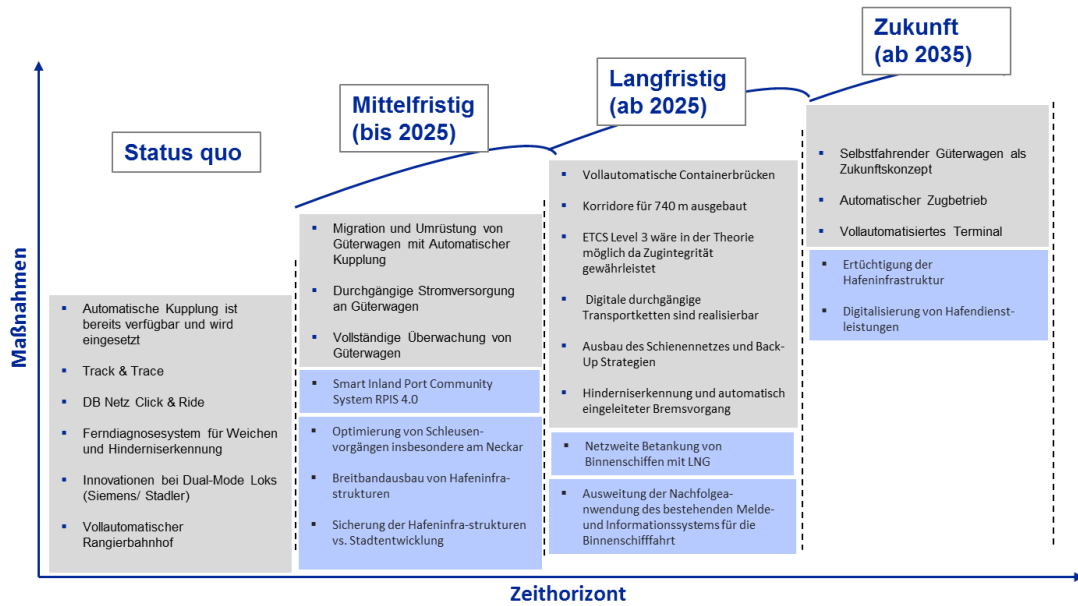 Maßnahmen
Status quo
▪ Automatische Kupplung ist
bereits verfügbar und wird
eingesetzt
▪ Track & Trace
▪ DB Netz Click & Ride
▪ Ferndiagnosesystem für Weichen
und Hinderniserkennung
▪ Innovationen bei Dual-Mode Loks
(Siemens/ Stadler)
▪ Vollautomatischer
Rangierbahnhof
Mittelfristig
(bis 2025)
▪ Migration und Umrüstung von
Güterwagen mit Automatischer
Kupplung
▪ Durchgängige Stromversorgung
an Güterwagen
▪ Vollständige Überwachung von
Güterwagen
▪ Smart Inland Port Community
System RPIS 4.0
▪ Optimierung von Schleusen-
vorgängen insbesondere am Neckar
▪ Breitbandausbau von Hafeninfra-
strukturen
▪ Sicherung der Hafeninfra-strukturen
vs. Stadtentwicklung
Langfristig
(ab 2025)
▪ Vollautomatische Containerbrücken
▪ Korridore für 740 m ausgebaut
▪ ETCS Level 3 wäre in der Theorie
möglich da Zugintegrität
gewährleistet
▪ Digitale durchgängige
Transportketten sind realisierbar
▪ Ausbau des Schienennetzes und Back-
Up Strategien
▪ Hinderniserkennung und automatisch
eingeleiteter Bremsvorgang
▪ Netzweite Betankung von
Binnenschiffen mit LNG
▪ Ausweitung der Nachfolgea-
nwendung des bestehenden Melde-
und Informationssystems für die
Binnenschifffahrt
Zukunft
(ab 2035)
▪ Selbstfahrender Güterwagen als
Zukunftskonzept
▪ Automatischer Zugbetrieb
▪ Vollautomatisiertes Terminal
▪ Ertüchtigung der
Hafeninfrastruktur
▪ Digitalisierung von Hafendienst-
leistungen
Zeithorizont